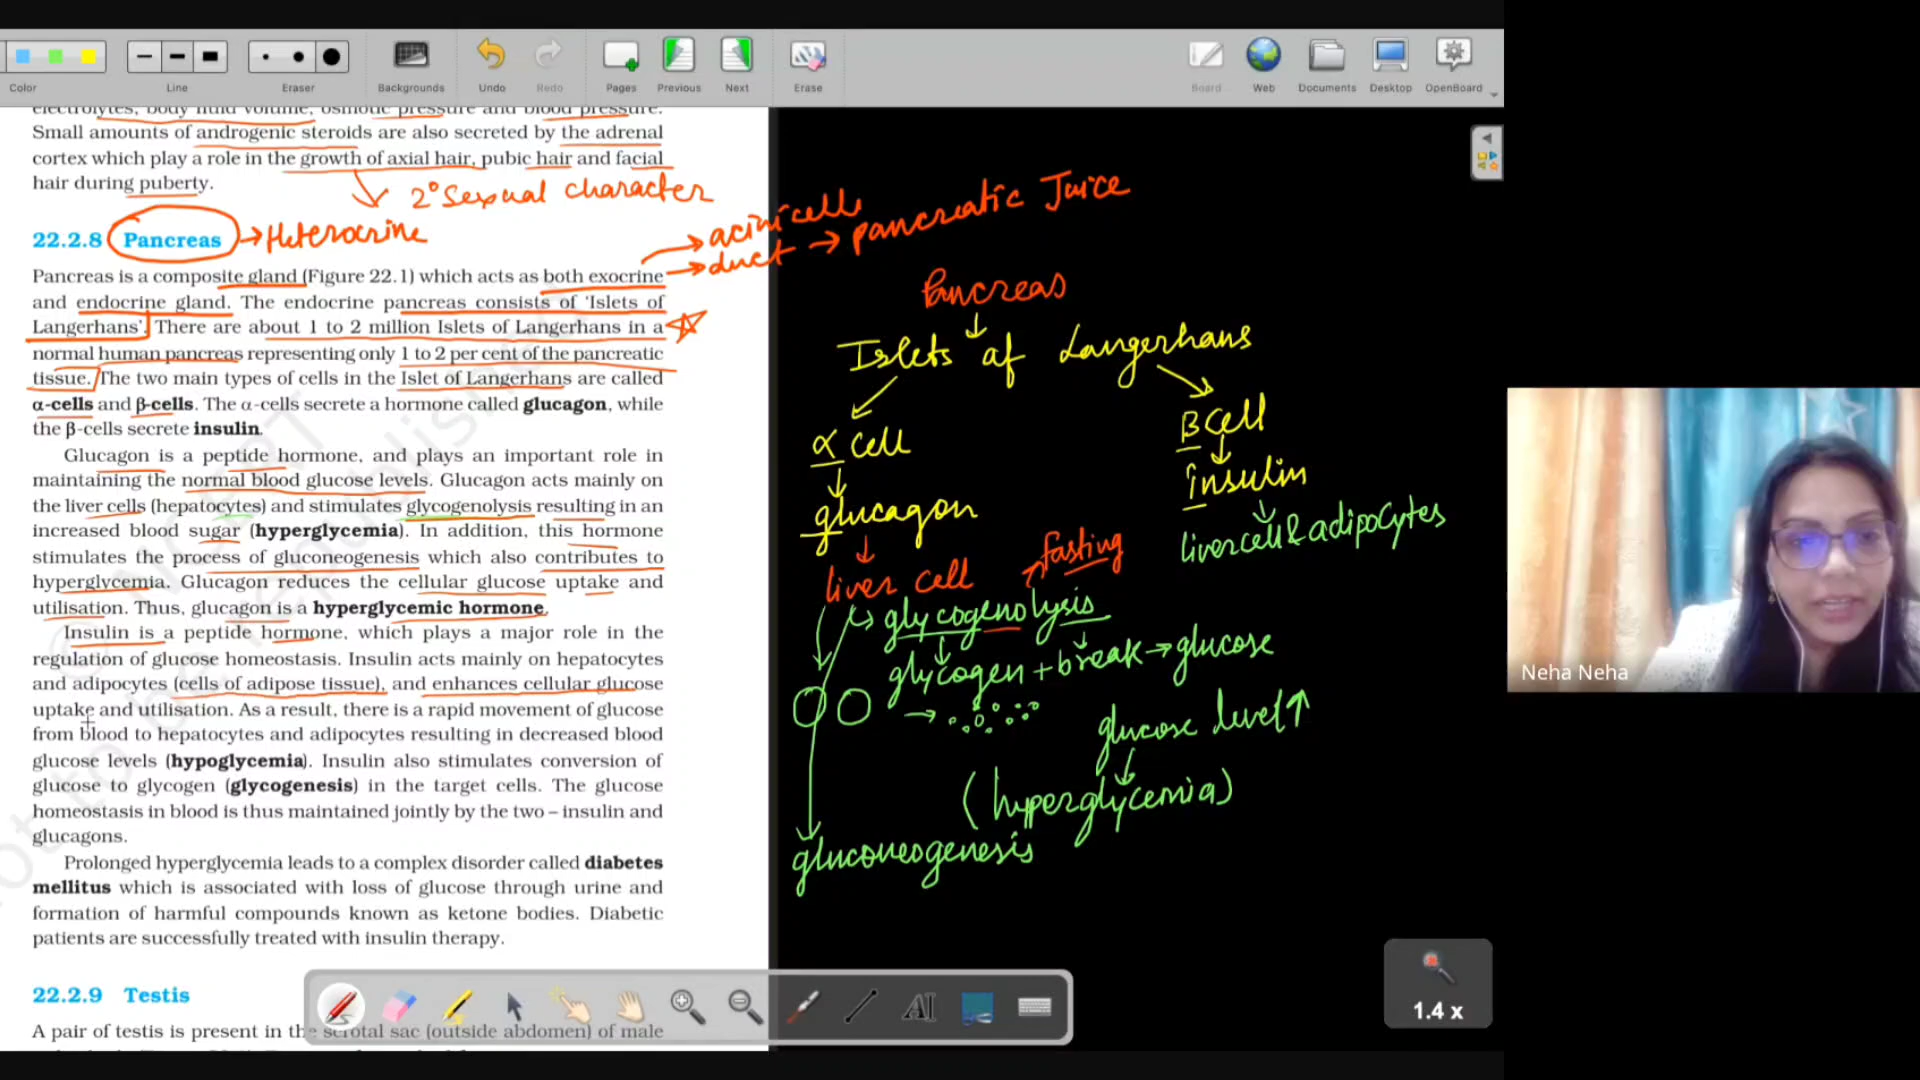 Color
Line
Eraser
Backgrounds
Undo
Redo
Pages
Previous
Next
Erase
Board
Web
Documents
Desktop
OpenBoard
electrolytes, body fluid volume, osmotic pressure and blood pressure.
Small amounts of androgenic steroids are also secreted by the adrenal
cortex which play a role in the growth of axial hair, pubic hair and facial
hair during puberty.
2° Sexual character
22.2.8 Pancreas → Heterocrine
→ acini cells
→ duct → pancreatic Juice
Pancreas is a composite gland (Figure 22.1) which acts as both exocrine
and endocrine gland. The endocrine pancreas consists of 'Islets of
Langerhans'. There are about 1 to 2 million Islets of Langerhans in a
normal human pancreas representing only 1 to 2 per cent of the pancreatic
tissue. The two main types of cells in the Islet of Langerhans are called
α-cells and β-cells. The α-cells secrete a hormone called glucagon, while
the β-cells secrete insulin.
Glucagon is a peptide hormone, and plays an important role in
maintaining the normal blood glucose levels. Glucagon acts mainly on
the liver cells (hepatocytes) and stimulates glycogenolysis resulting in an
increased blood sugar (hyperglycemia). In addition, this hormone
stimulates the process of gluconeogenesis which also contributes to
hyperglycemia. Glucagon reduces the cellular glucose uptake and
utilisation. Thus, glucagon is a hyperglycemic hormone.
Insulin is a peptide hormone, which plays a major role in the
regulation of glucose homeostasis. Insulin acts mainly on hepatocytes
and adipocytes (cells of adipose tissue), and enhances cellular glucose
uptake and utilisation. As a result, there is a rapid movement of glucose
from blood to hepatocytes and adipocytes resulting in decreased blood
glucose levels (hypoglycemia). Insulin also stimulates conversion of
glucose to glycogen (glycogenesis) in the target cells. The glucose
homeostasis in blood is thus maintained jointly by the two – insulin and
glucagons.
Prolonged hyperglycemia leads to a complex disorder called diabetes
mellitus which is associated with loss of glucose through urine and
formation of harmful compounds known as ketone bodies. Diabetic
patients are successfully treated with insulin therapy.
22.2.9 Testis
A pair of testis is present in the scrotal sac (outside abdomen) of male
Pancreas
Islets of Langerhans
α cell
β Cell
glucagon
insulin
liver cell & adipocytes
liver cell
fasting
glycogenolysis
glycogen + break → glucose
glucose level ↑
(hyperglycemia)
gluconeogenesis
Neha Neha
1.4 x